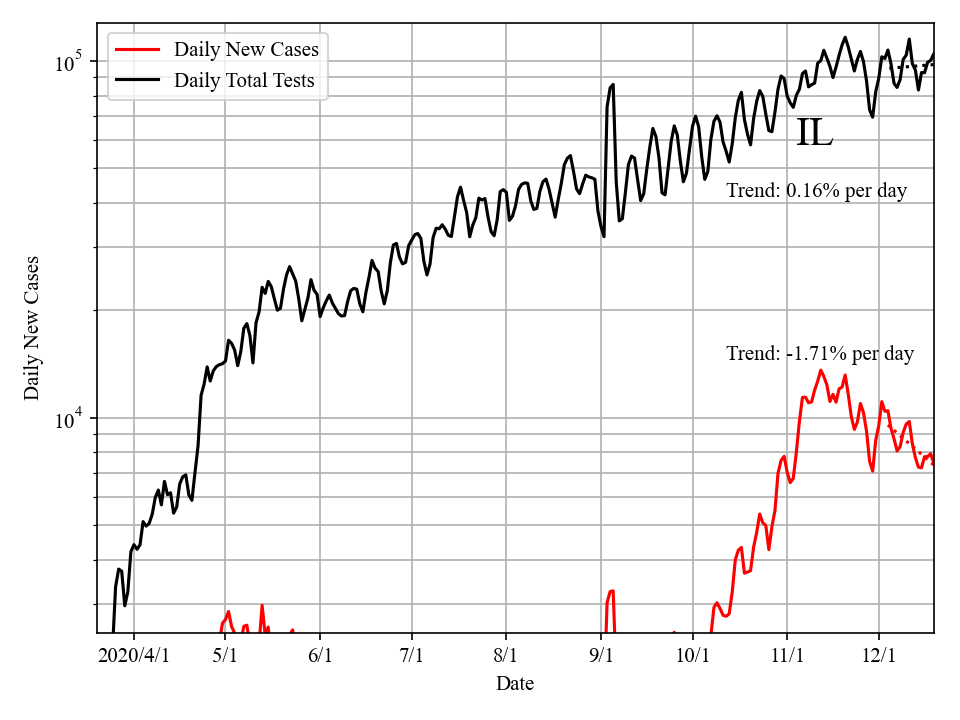 Daily New Cases
Daily Total Tests
10^5
10^4
IL
Trend: 0.16% per day
Trend: -1.71% per day
Daily New Cases
2020/4/1 5/1 6/1 7/1 8/1 9/1 10/1 11/1 12/1
Date